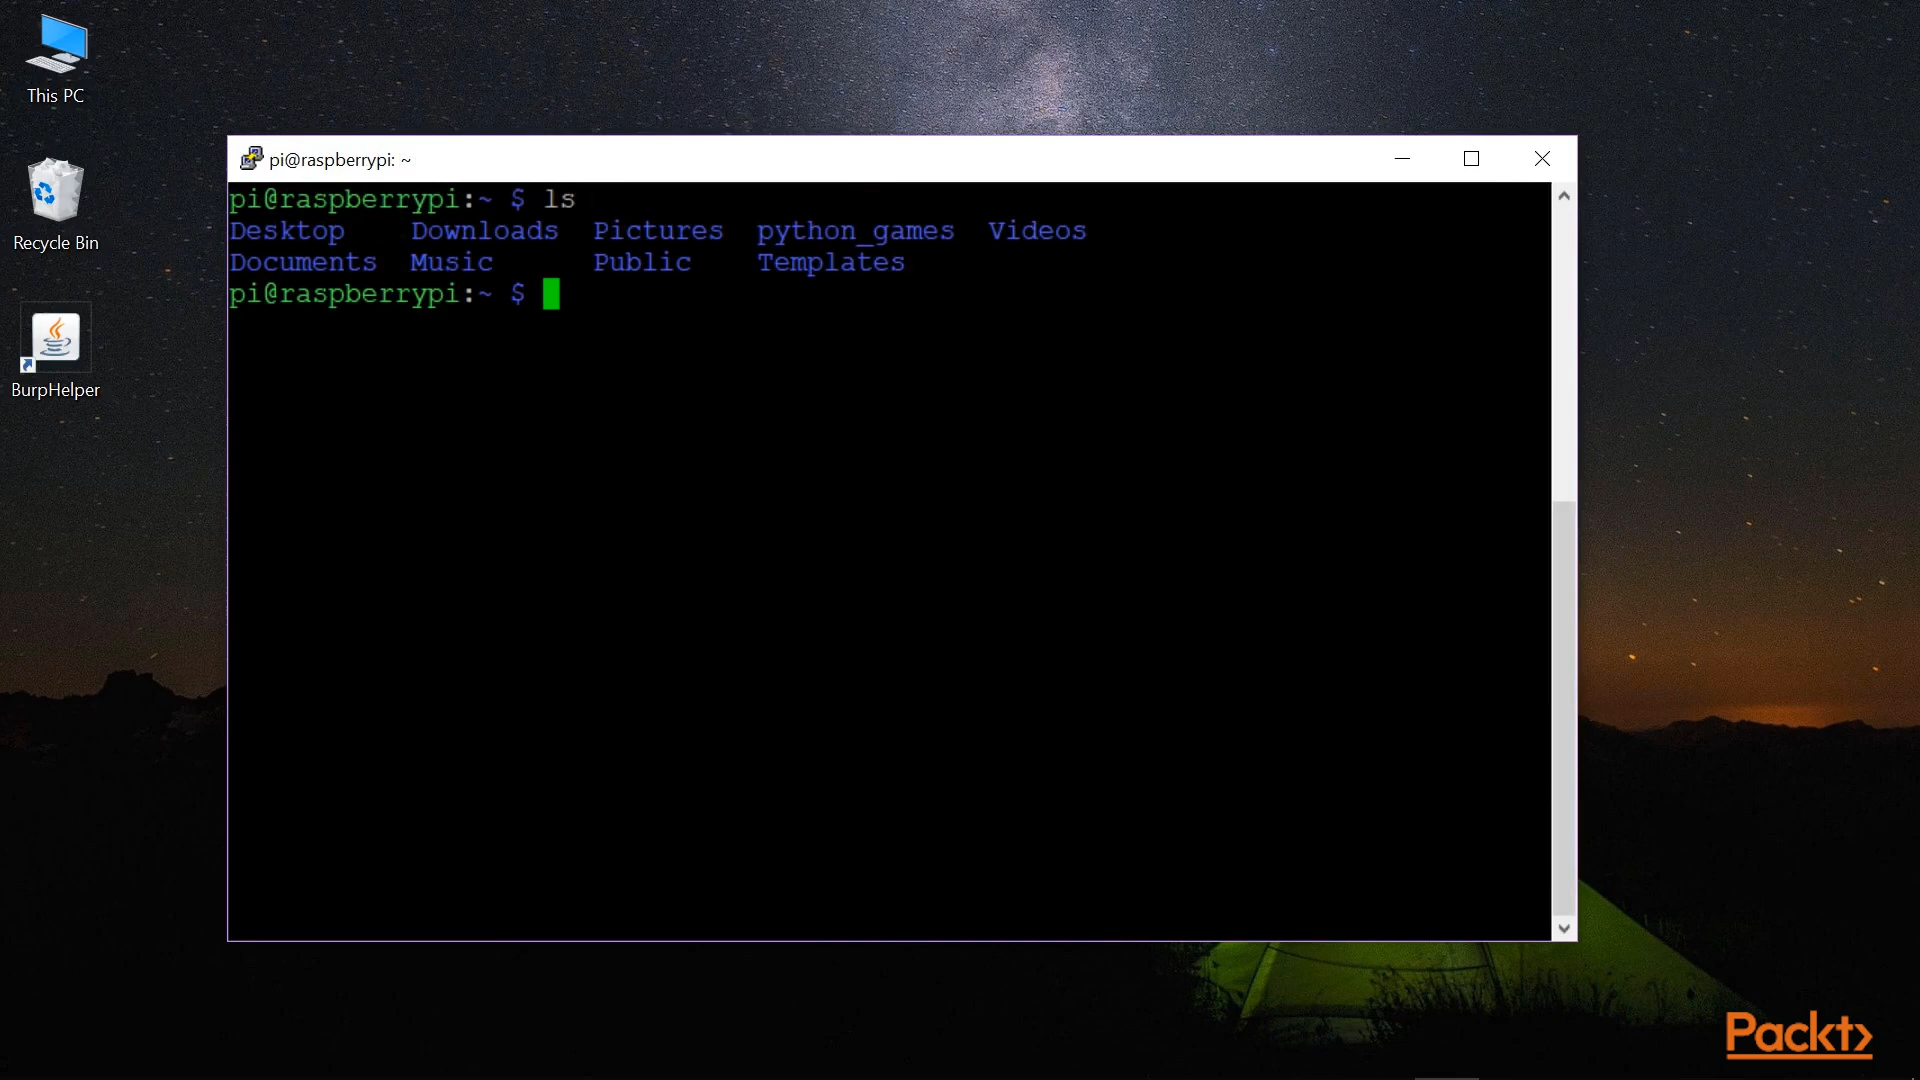 This PC
Recycle Bin
BurpHelper
pi@raspberrypi: ~
pi@raspberrypi:~ $ ls
Desktop Downloads Pictures python_games Videos
Documents Music Public Templates
pi@raspberrypi:~ $
Packt>